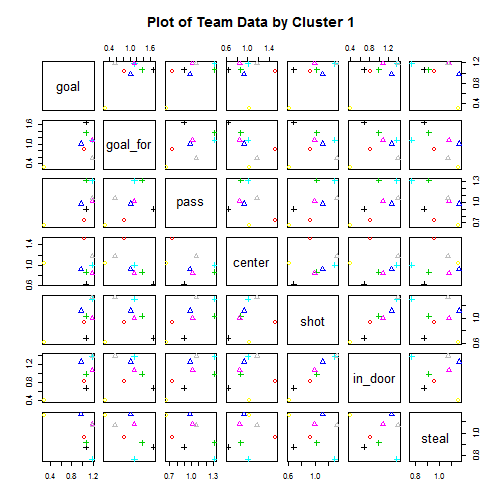 Plot of Team Data by Cluster 1
0.4 1.0 1.6 0.6 1.0 1.4 0.4 0.8 1.2
goal
0.4 0.8 1.2
0.4 1.0 1.6
goal_for
pass
0.7 1.0 1.3
0.6 1.0 1.4
center
shot
0.6 1.0
0.4 0.8 1.2
in_door
steal
0.8 1.0
0.4 0.8 1.2 0.7 1.0 1.3 0.6 1.0 0.8 1.0